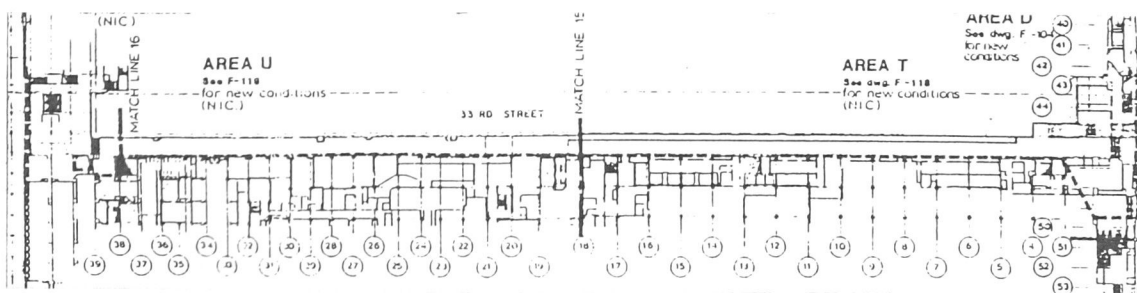 (NIC)
MATCH LINE 16
AREA U
See F-118
for new conditions
(NIC)
33 RD STREET
MATCH LINE 15
AREA T
See dwg. F-118
for new conditions
(NIC)
AREA D
See dwg. F-104
for new
conditions
40
41
42
43
44
38 36 34 32 30 28 26 24 22 20 18 16 14 12 10 8 6 4 50 51
39 37 35 33 31 29 27 25 23 21 19 17 15 13 11 9 7 5 52
53